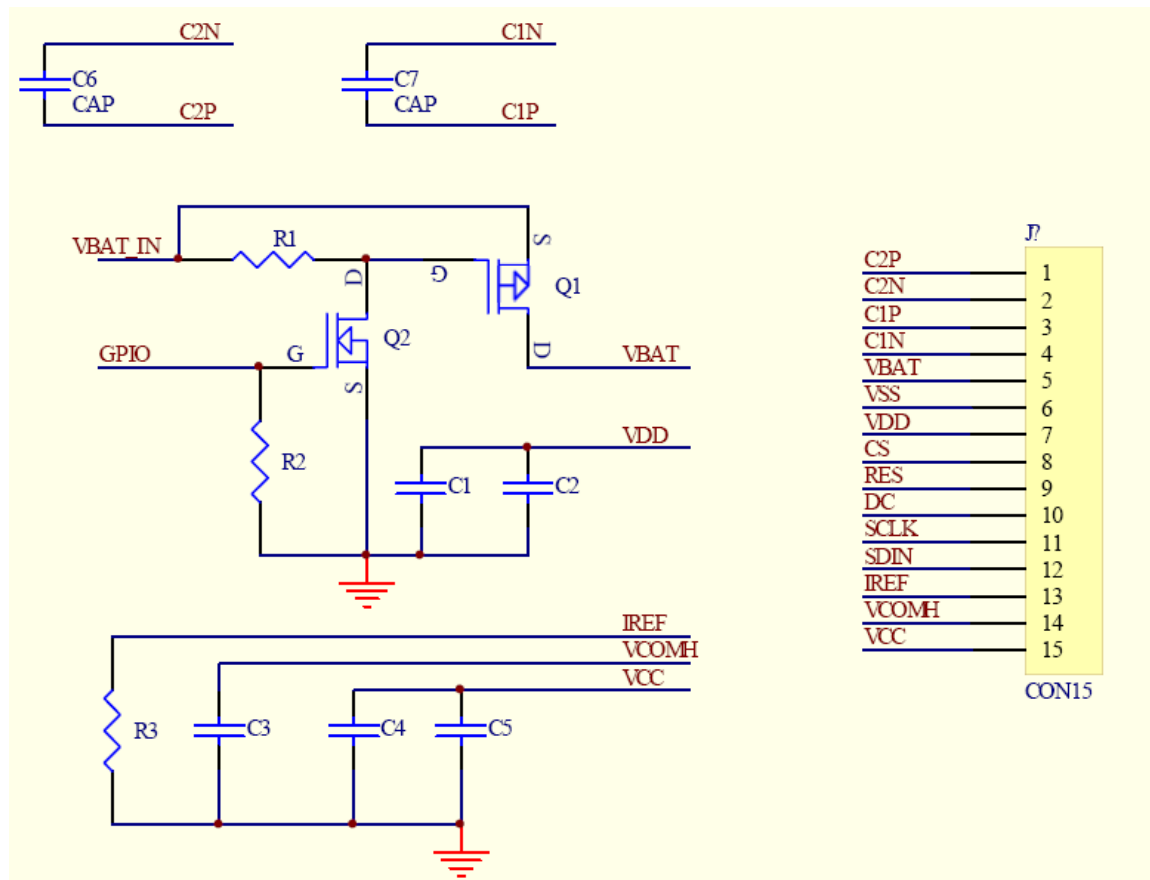 C2N
C6
CAP
C2P
C1N
C7
CAP
C1P
VBAT_IN
R1
D
G
S
Q1
D
VBAT
GPIO
G
Q2
S
R2
VDD
C1
C2
IREF
VCOMH
VCC
R3
C3
C4
C5
J?
C2P 1
C2N 2
C1P 3
C1N 4
VBAT 5
VSS 6
VDD 7
CS 8
RES 9
DC 10
SCLK 11
SDIN 12
IREF 13
VCOMH 14
VCC 15
CON15